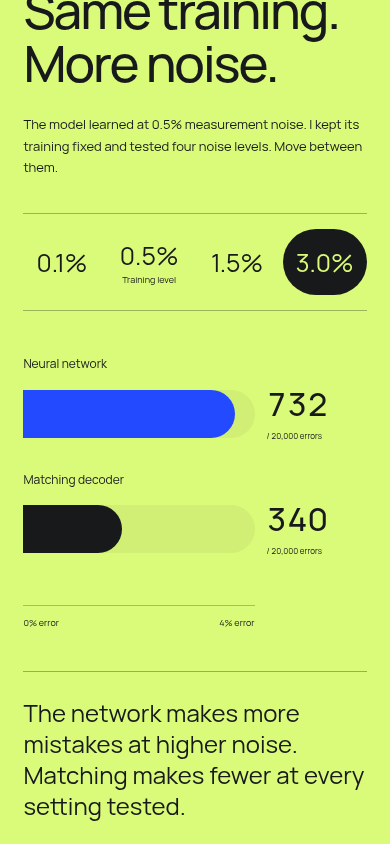 Same training.
More noise.
The model learned at 0.5% measurement noise. I kept its
training fixed and tested four noise levels. Move between
them.
0.1%
0.5%
Training level
1.5%
3.0%
Neural network
732
/ 20,000 errors
Matching decoder
340
/ 20,000 errors
0% error
4% error
The network makes more
mistakes at higher noise.
Matching makes fewer at every
setting tested.